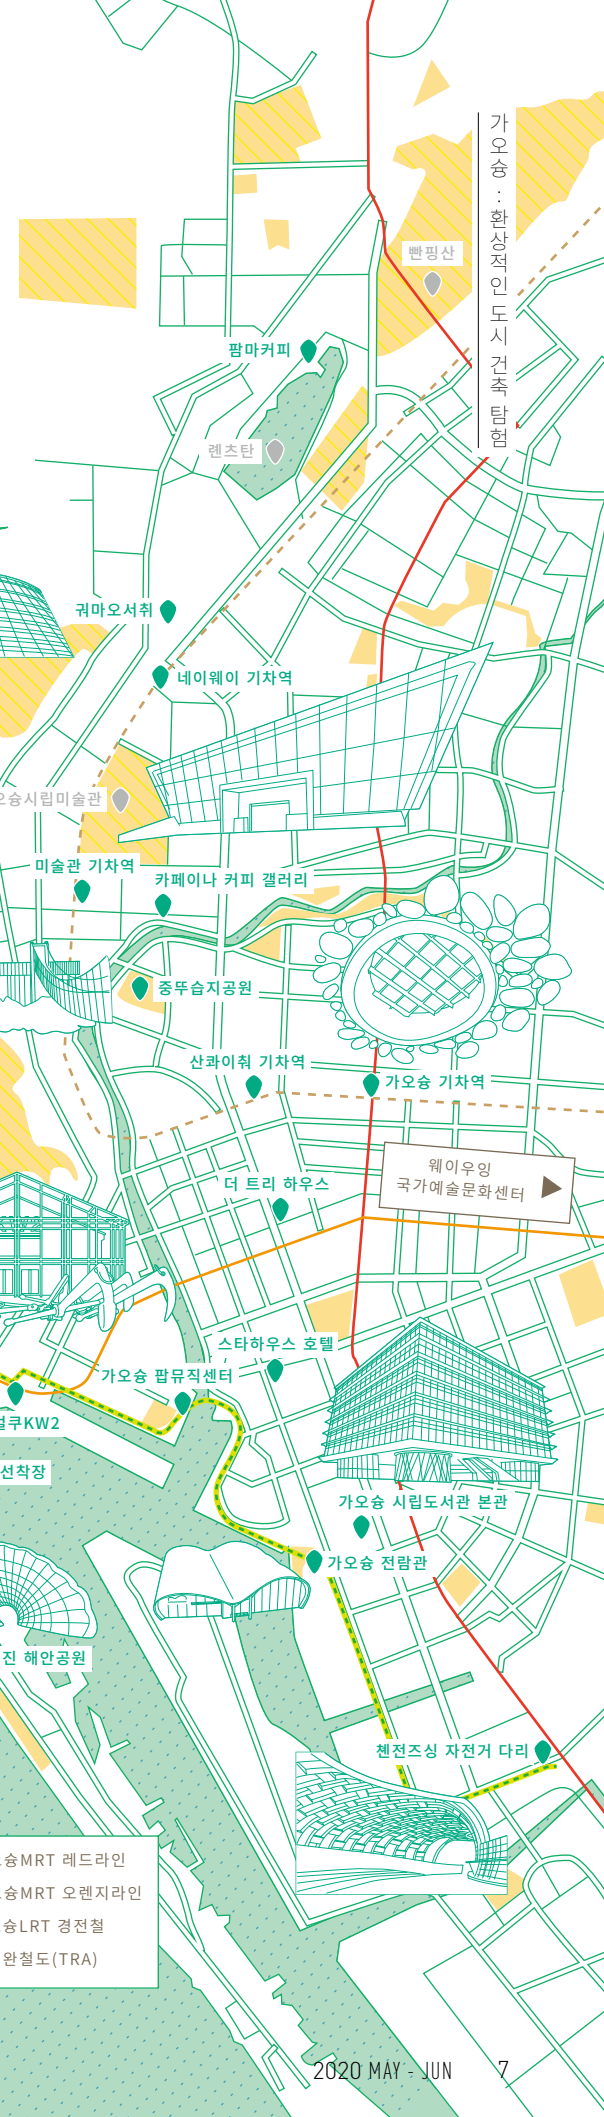 가오슝 : 환상적인 도시 건축 탐험
빤핑산
팜마커피
롄츠탄
궈마오서취
네이웨이 기차역
오슝시립미술관
미술관 기차역
카페이나 커피 갤러리
중뚜습지공원
산콰이춰 기차역
가오슝 기차역
웨이우잉
국가예술문화센터
더 트리 하우스
스타하우스 호텔
가오슝 팝뮤직센터
쿠KW2
선착장
가오슝 시립도서관 본관
가오슝 전람관
진 해안공원
첸전즈싱 자전거 다리
슝MRT 레드라인
슝MRT 오렌지라인
슝LRT 경전철
완철도(TRA)
2020 MAY - JUN 7